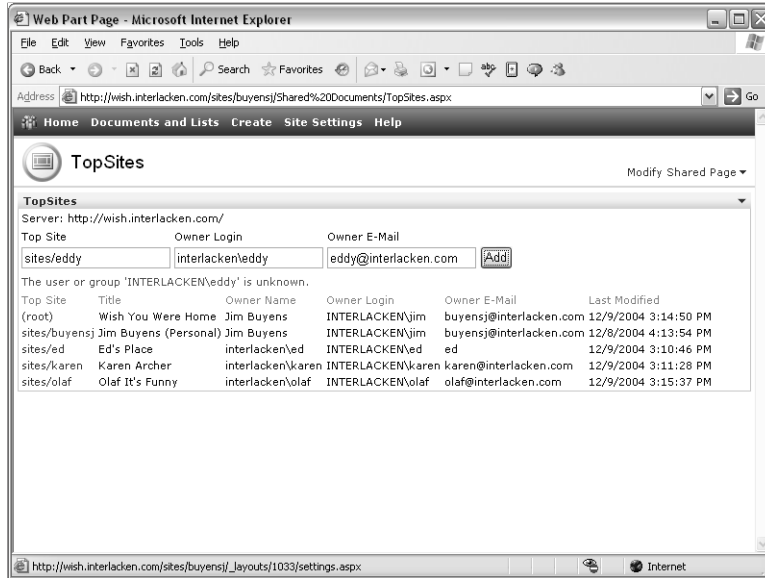 Web Part Page - Microsoft Internet Explorer
File Edit View Favorites Tools Help
Back Search Favorites
Address http://wish.interlacken.com/sites/buyensj/Shared%20Documents/TopSites.aspx Go
Home Documents and Lists Create Site Settings Help
TopSites
Modify Shared Page
TopSites
Server: http://wish.interlacken.com/
Top Site Owner Login Owner E-Mail
sites/eddy interlacken\eddy eddy@interlacken.com Add
The user or group 'INTERLACKEN\eddy' is unknown.
Top Site Title Owner Name Owner Login Owner E-Mail Last Modified
(root) Wish You Were Home Jim Buyens INTERLACKEN\jim buyensj@interlacken.com 12/9/2004 3:14:50 PM
sites/buyensj Jim Buyens (Personal) Jim Buyens INTERLACKEN\jim buyensj@interlacken.com 12/8/2004 4:13:54 PM
sites/ed Ed's Place interlacken\ed INTERLACKEN\ed ed 12/9/2004 3:10:46 PM
sites/karen Karen Archer interlacken\karen INTERLACKEN\karen karen@interlacken.com 12/9/2004 3:11:28 PM
sites/olaf Olaf It's Funny interlacken\olaf INTERLACKEN\olaf olaf@interlacken.com 12/9/2004 3:15:37 PM
http://wish.interlacken.com/sites/buyensj/_layouts/1033/settings.aspx Internet